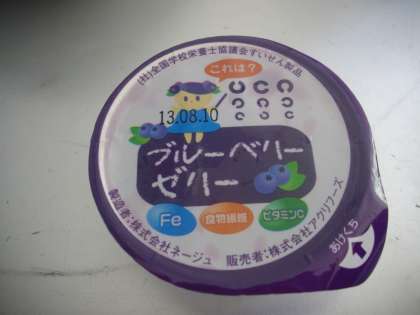 (社)全国学校栄養士協議会すいせん製品
これは?
13.08.10
ブルーベリー
ゼリー
Fe
食物繊維
ビタミンC
製造者:株式会社ネージュ
販売者:株式会社アグリフーズ
あけくち